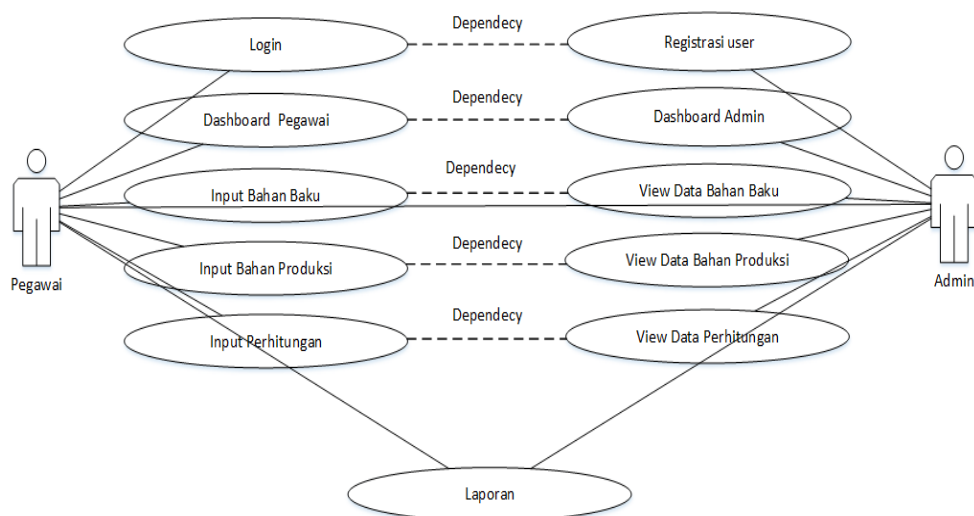 Dependecy
Login
Registrasi user
Dependecy
Dashboard  Pegawai
Dashboard Admin
Dependecy
Input Bahan Baku
View Data Bahan Baku
Dependecy
Input Bahan Produksi
View Data Bahan Produksi
Pegawai
Admin
Dependecy
Input Perhitungan
View Data Perhitungan
Laporan